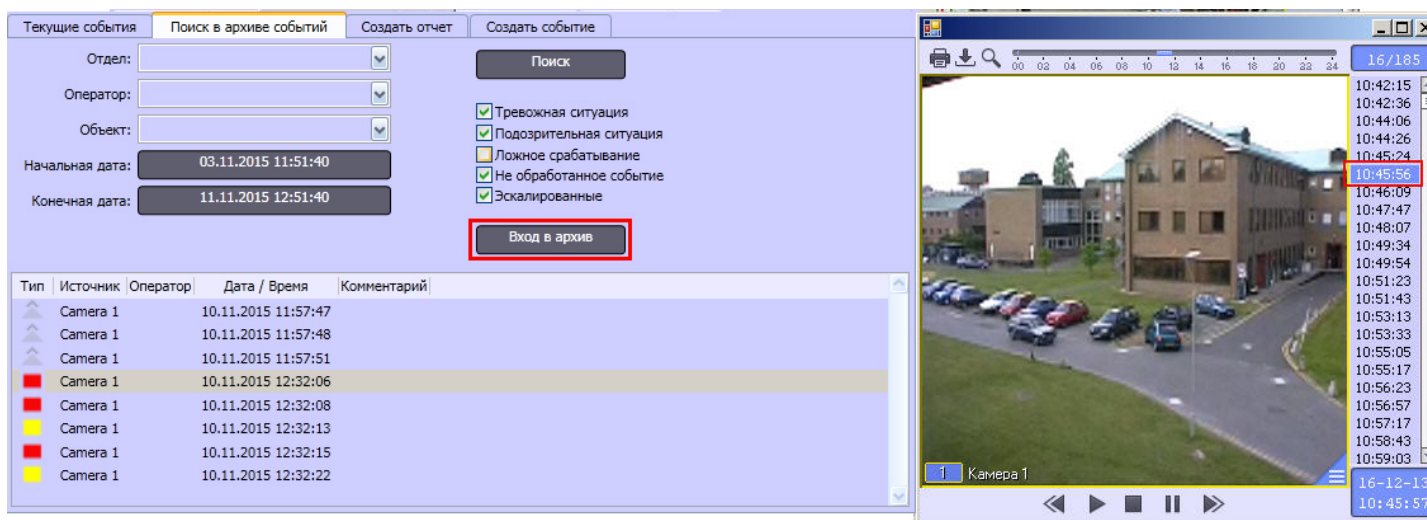 Текущие события Поиск в архиве событий Создать отчет Создать событие
Отдел:
Оператор:
Объект:
Начальная дата: 03.11.2015 11:51:40
Конечная дата: 11.11.2015 12:51:40
Поиск
Тревожная ситуация
Подозрительная ситуация
Ложное срабатывание
Не обработанное событие
Эскалированные
Вход в архив
Тип Источник Оператор Дата / Время Комментарий
Camera 1 10.11.2015 11:57:47
Camera 1 10.11.2015 11:57:48
Camera 1 10.11.2015 11:57:51
Camera 1 10.11.2015 12:32:06
Camera 1 10.11.2015 12:32:08
Camera 1 10.11.2015 12:32:13
Camera 1 10.11.2015 12:32:15
Camera 1 10.11.2015 12:32:22
00 02 04 06 08 10 12 14 16 18 20 22 24
16/185
10:42:15
10:42:36
10:44:06
10:44:26
10:45:24
10:45:56
10:46:09
10:47:47
10:48:07
10:49:34
10:49:54
10:51:23
10:51:43
10:53:13
10:53:33
10:55:05
10:55:17
10:56:23
10:56:57
10:57:17
10:58:43
10:59:03
1 Камера 1
16-12-13
10:45:57